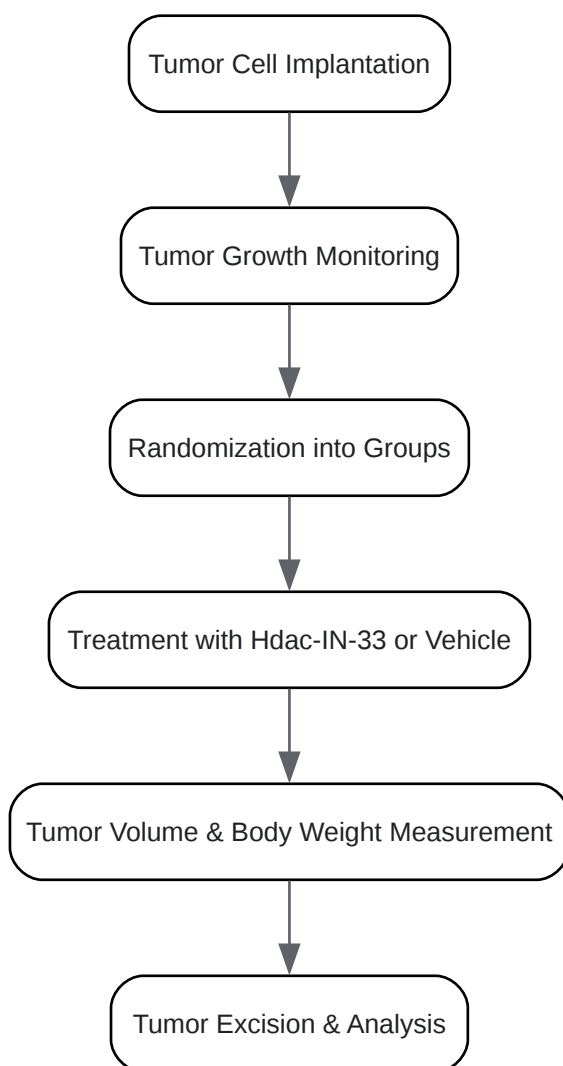 Tumor Cell Implantation
Tumor Growth Monitoring
Randomization into Groups
Treatment with Hdac-IN-33 or Vehicle
Tumor Volume & Body Weight Measurement
Tumor Excision & Analysis